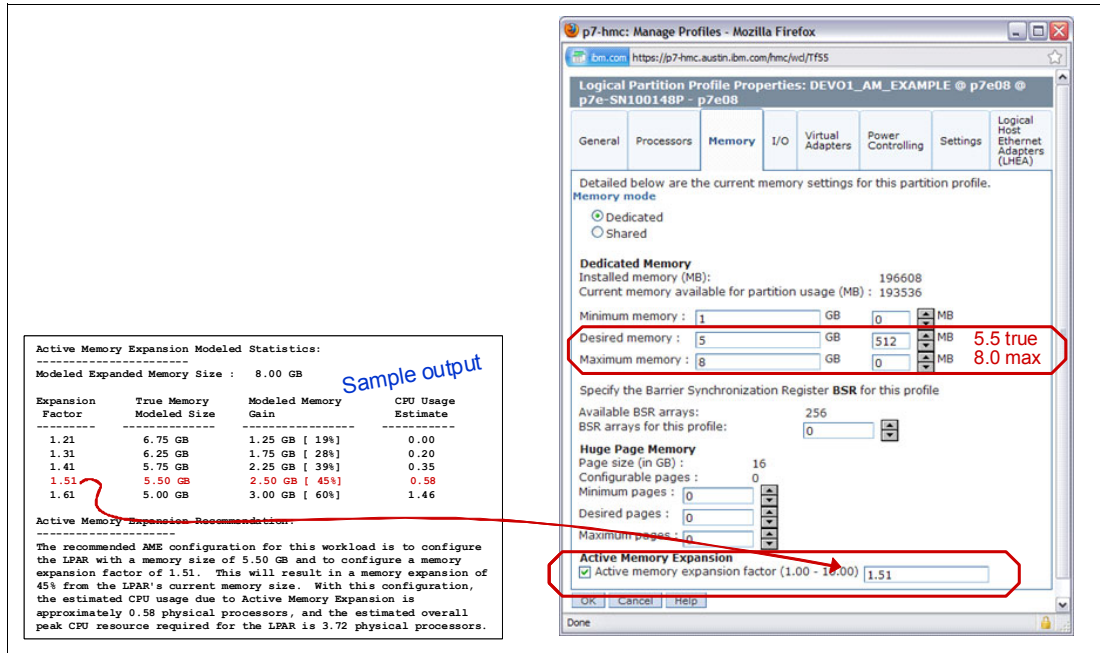 Active Memory Expansion Modeled Statistics:
-----------------------
Modeled Expanded Memory Size :   8.00 GB
Sample output
Expansion   True Memory   Modeled Memory   CPU Usage
Factor   Modeled Size   Gain   Estimate
---------   --------------   -----------------   -----------
1.21   6.75 GB   1.25 GB [ 19%]   0.00
1.31   6.25 GB   1.75 GB [ 28%]   0.20
1.41   5.75 GB   2.25 GB [ 39%]   0.35
1.51   5.50 GB   2.50 GB [ 45%]   0.58
1.61   5.00 GB   3.00 GB [ 60%]   1.46
Active Memory Expansion Recommendation:
---------------------
The recommended AME configuration for this workload is to configure
the LPAR with a memory size of 5.50 GB and to configure a memory
expansion factor of 1.51.  This will result in a memory expansion of
45% from the LPAR's current memory size.  With this configuration,
the estimated CPU usage due to Active Memory Expansion is
approximately 0.58 physical processors, and the estimated overall
peak CPU resource required for the LPAR is 3.72 physical processors.
p7-hmc: Manage Profiles - Mozilla Firefox
ibm.com https://p7-hmc.austin.ibm.com/hmc/wcl/Tf55
Logical Partition Profile Properties: DEVO1_AM_EXAMPLE @ p7e08 @
p7e-SN100148P - p7e08
General   Processors   Memory   I/O   Virtual Adapters   Power Controlling   Settings   Logical Host Ethernet Adapters (LHEA)
Detailed below are the current memory settings for this partition profile.
Memory mode
Dedicated
Shared
Dedicated Memory
Installed memory (MB):   196608
Current memory available for partition usage (MB) : 193536
Minimum memory : 1 GB 0 MB
Desired memory : 5 GB 512 MB 5.5 true
Maximum memory : 8 GB 0 MB 8.0 max
Specify the Barrier Synchronization Register BSR for this profile
Available BSR arrays:   256
BSR arrays for this profile:   0
Huge Page Memory
Page size (in GB) :   16
Configurable pages :   0
Minimum pages : 0
Desired pages : 0
Maximum pages : 0
Active Memory Expansion
Active memory expansion factor (1.00 - 10.00) 1.51
OK   Cancel   Help
Done